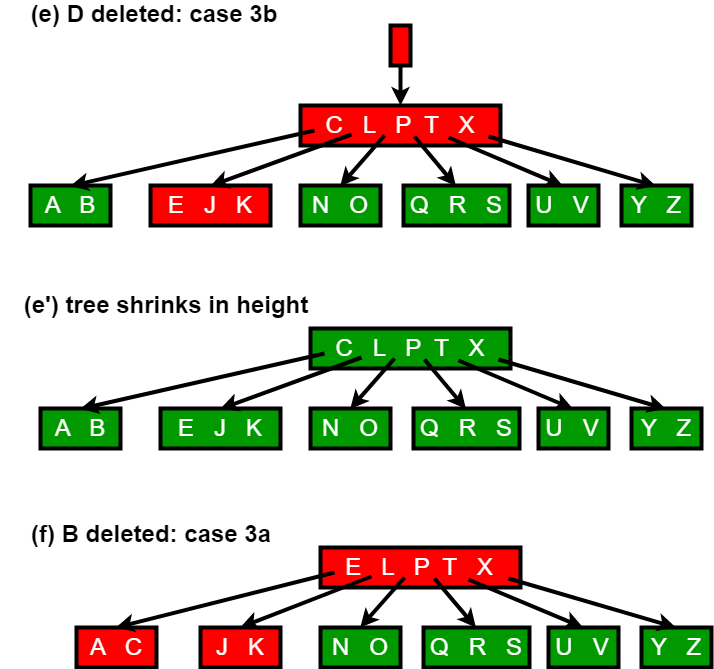 (e) D deleted: case 3b
C L P T X
A B E J K N O Q R S U V Y Z
(e') tree shrinks in height
C L P T X
A B E J K N O Q R S U V Y Z
(f) B deleted: case 3a
E L P T X
A C J K N O Q R S U V Y Z